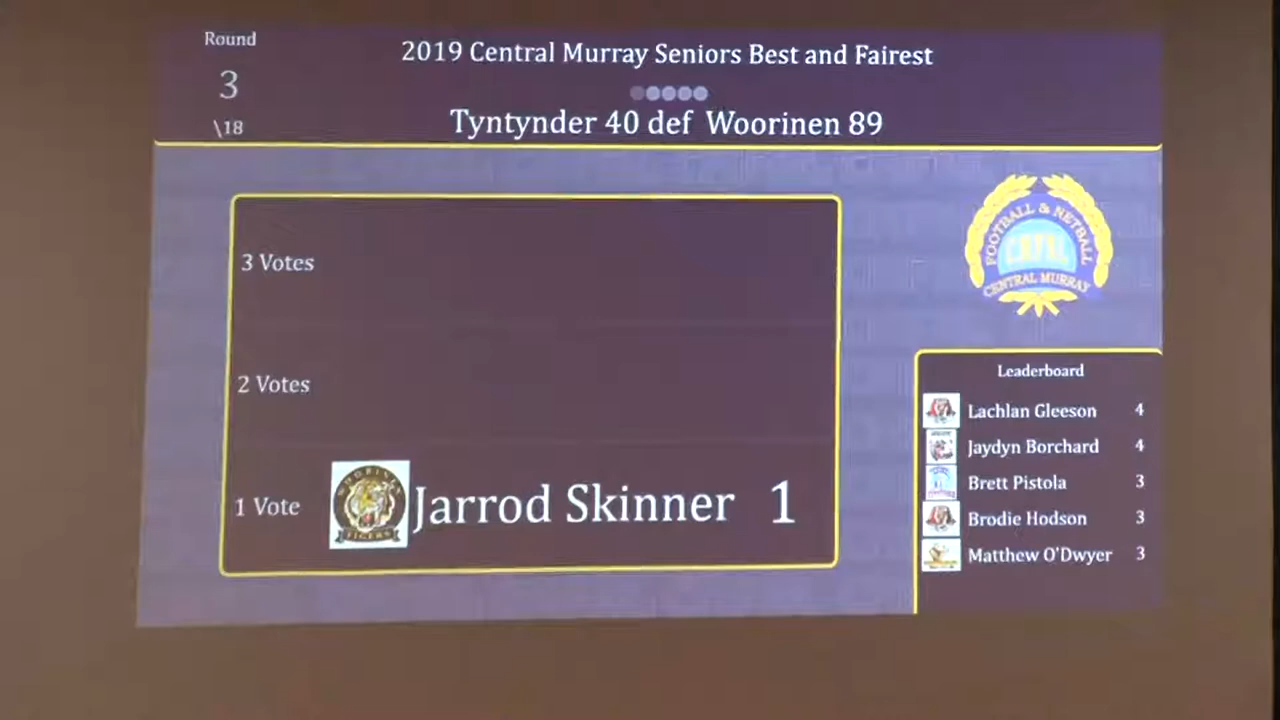 Round
3
\18
2019 Central Murray Seniors Best and Fairest
Tyntynder 40 def Woorinen 89
3 Votes
2 Votes
1 Vote
Jarrod Skinner 1
FOOTBALL & NETBALL
CENTRAL MURRAY
Leaderboard
Lachlan Gleeson 4
Jaydyn Borchard 4
Brett Pistola 3
Brodie Hodson 3
Matthew O'Dwyer 3